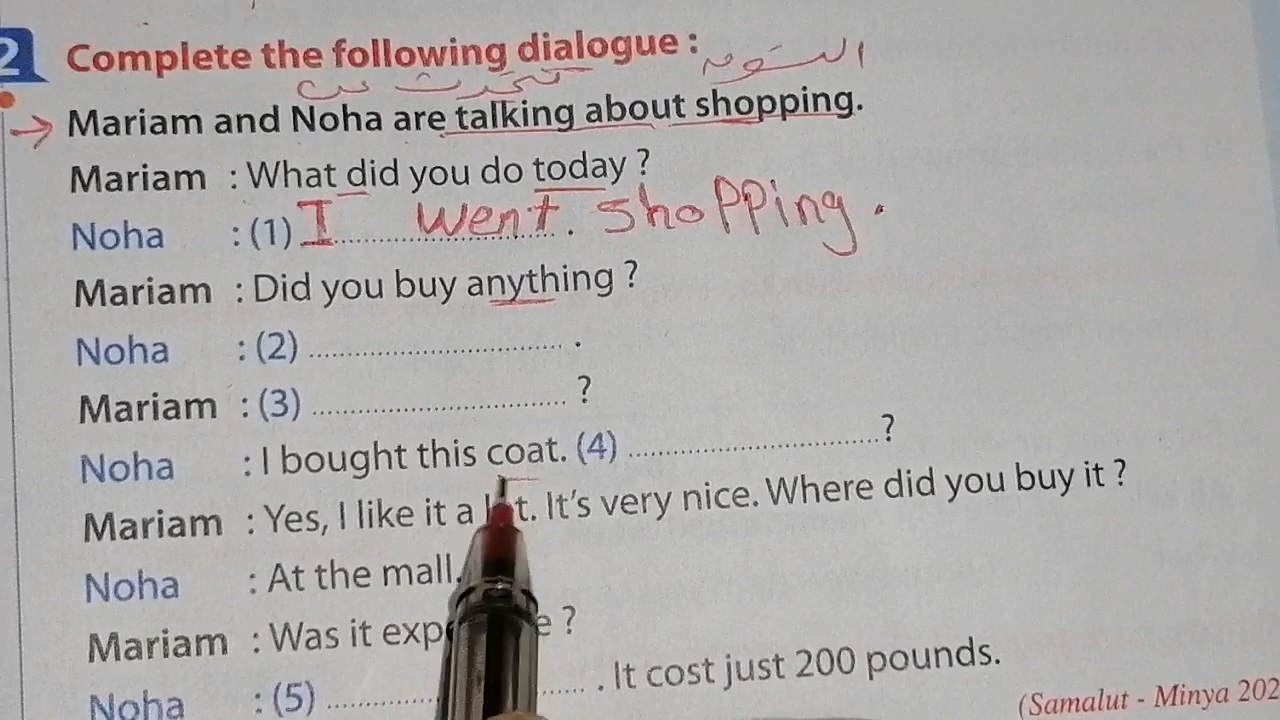 2 Complete the following dialogue : التسوق
تتحدث عن
Mariam and Noha are talking about shopping.
Mariam : What did you do today ?
Noha : (1) I went shopping.
Mariam : Did you buy anything ?
Noha : (2) .
Mariam : (3) ?
Noha : I bought this coat. (4) ?
Mariam : Yes, I like it a t. It's very nice. Where did you buy it ?
Noha : At the mall.
Mariam : Was it exp e ?
Noha : (5) . It cost just 200 pounds.
(Samalut - Minya 202